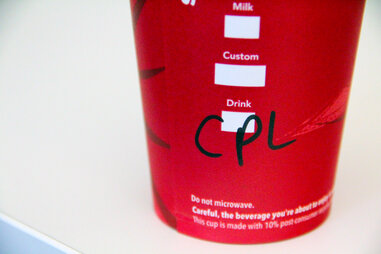 Milk
Custom
Drink
CPL
Do not microwave.
Careful, the beverage you're about to enjoy
This cup is made with 10% post-consumer